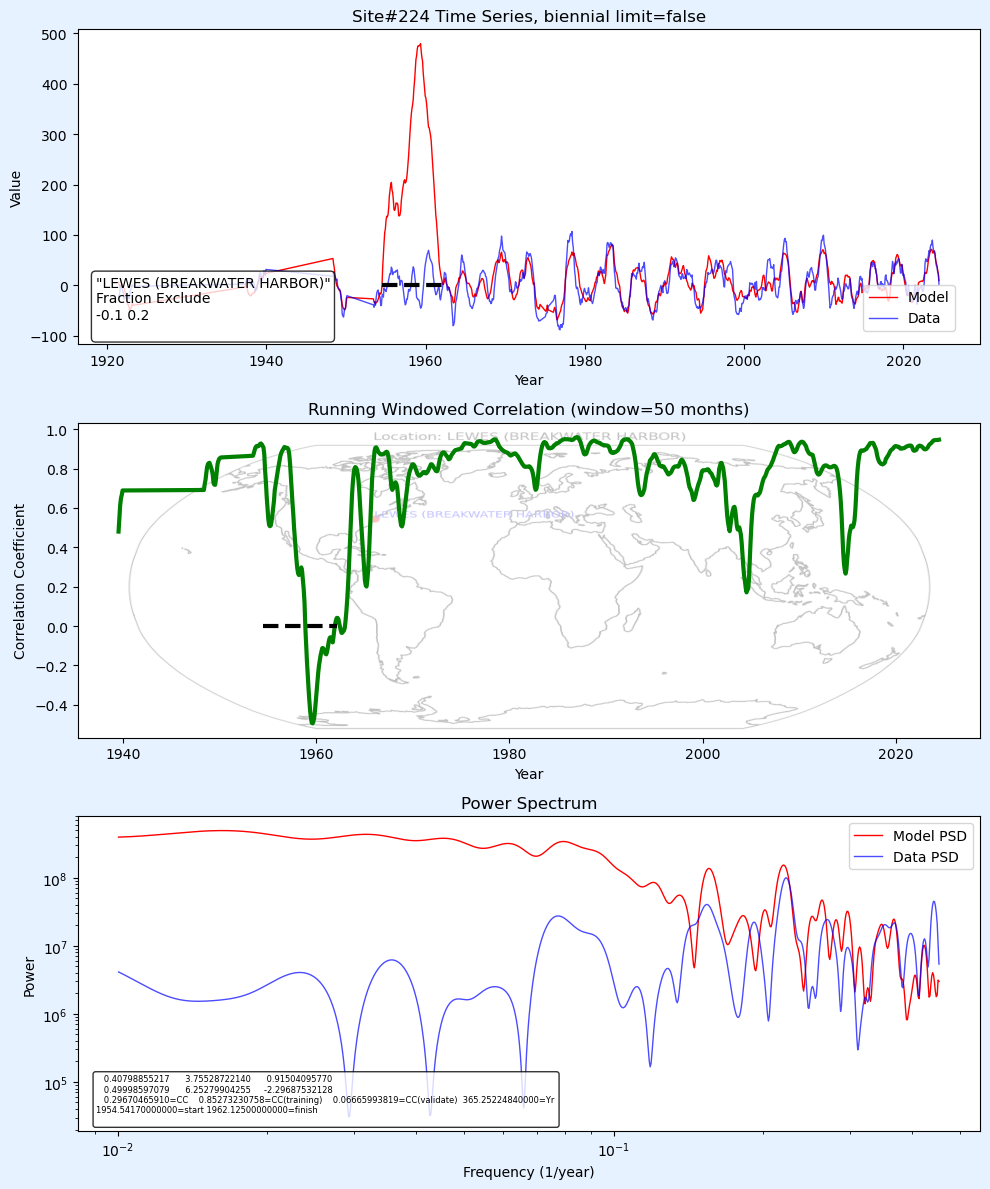 Site#224 Time Series, biennial limit=false
500
400
300
200
100
0
−100
Value
"LEWES (BREAKWATER HARBOR)"
Fraction Exclude
-0.1 0.2
Model
Data
1920
1940
1960
1980
2000
2020
Year
Running Windowed Correlation (window=50 months)
Location: LEWES (BREAKWATER HARBOR)
LEWES (BREAKWATER HARBOR)
1.0
0.8
0.6
0.4
0.2
0.0
−0.2
−0.4
Correlation Coefficient
1940
1960
1980
2000
2020
Year
Power Spectrum
Model PSD
Data PSD
10^8
10^7
10^6
10^5
Power
0.40798855217 3.75528722140 0.91504095770
0.49998597079 6.25279904255 -2.29687532128
0.29670465910=CC 0.85273230758=CC(training) 0.06665993819=CC(validate) 365.25224840000=Yr
1954.54170000000=start 1962.12500000000=finish
10^−2
10^−1
Frequency (1/year)